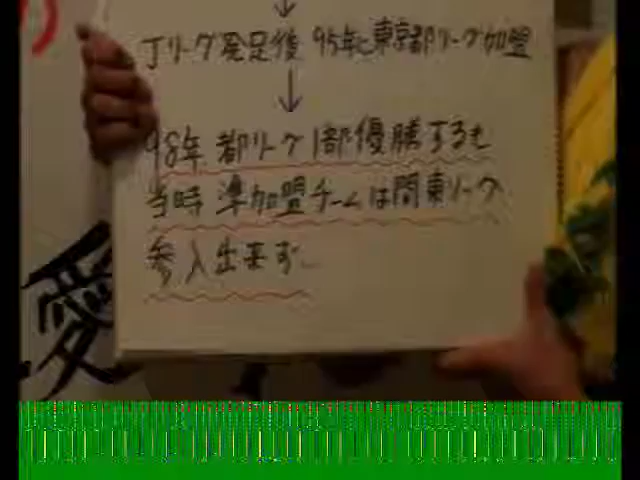 ↓
Jリーグ発足後 95年に東京都リーグ加盟
↓
98年 都リーグ1部優勝するも
当時 準加盟チームは関東リーグ
参入出来ず…
愛